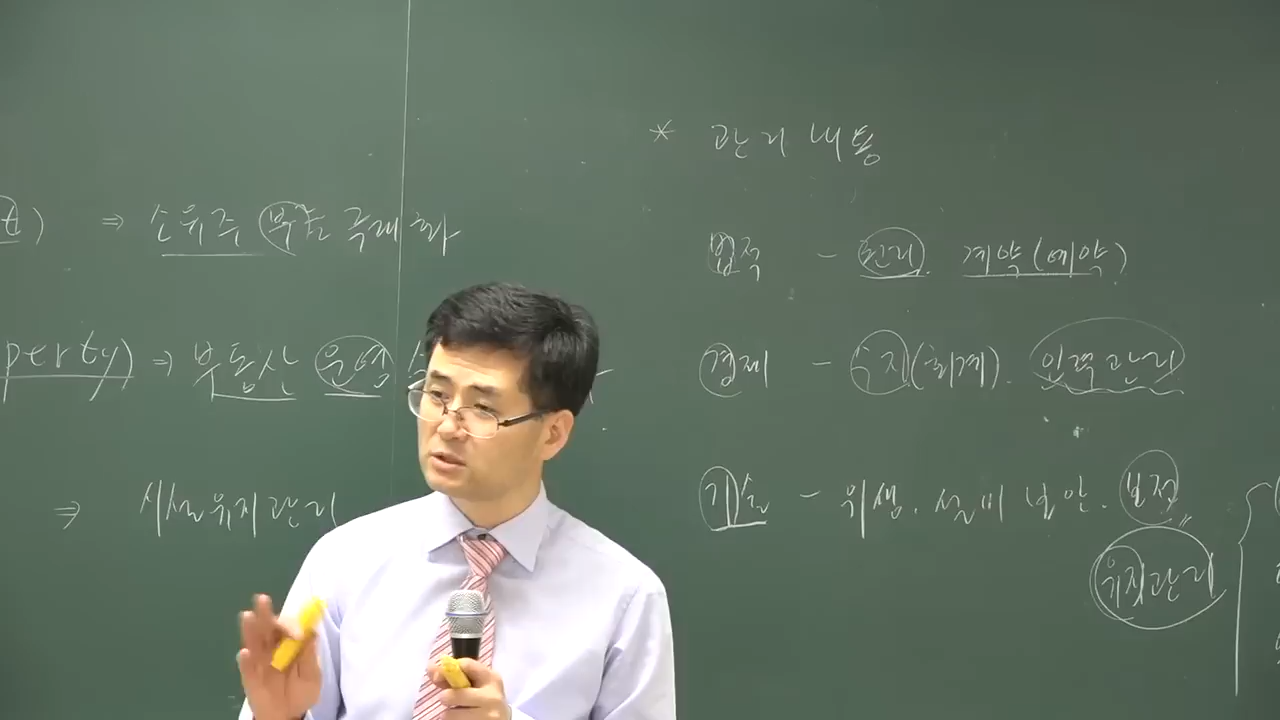 ⇒ 소유주 부는 극대화
perty) ⇒ 부동산 운영
⇒ 시설유지관리
* 관리 내용
법적 - 권리. 계약(예약)
경제 - 수지(회계). 인력관리
기술 - 위생. 설비 보안. 보전
유지관리